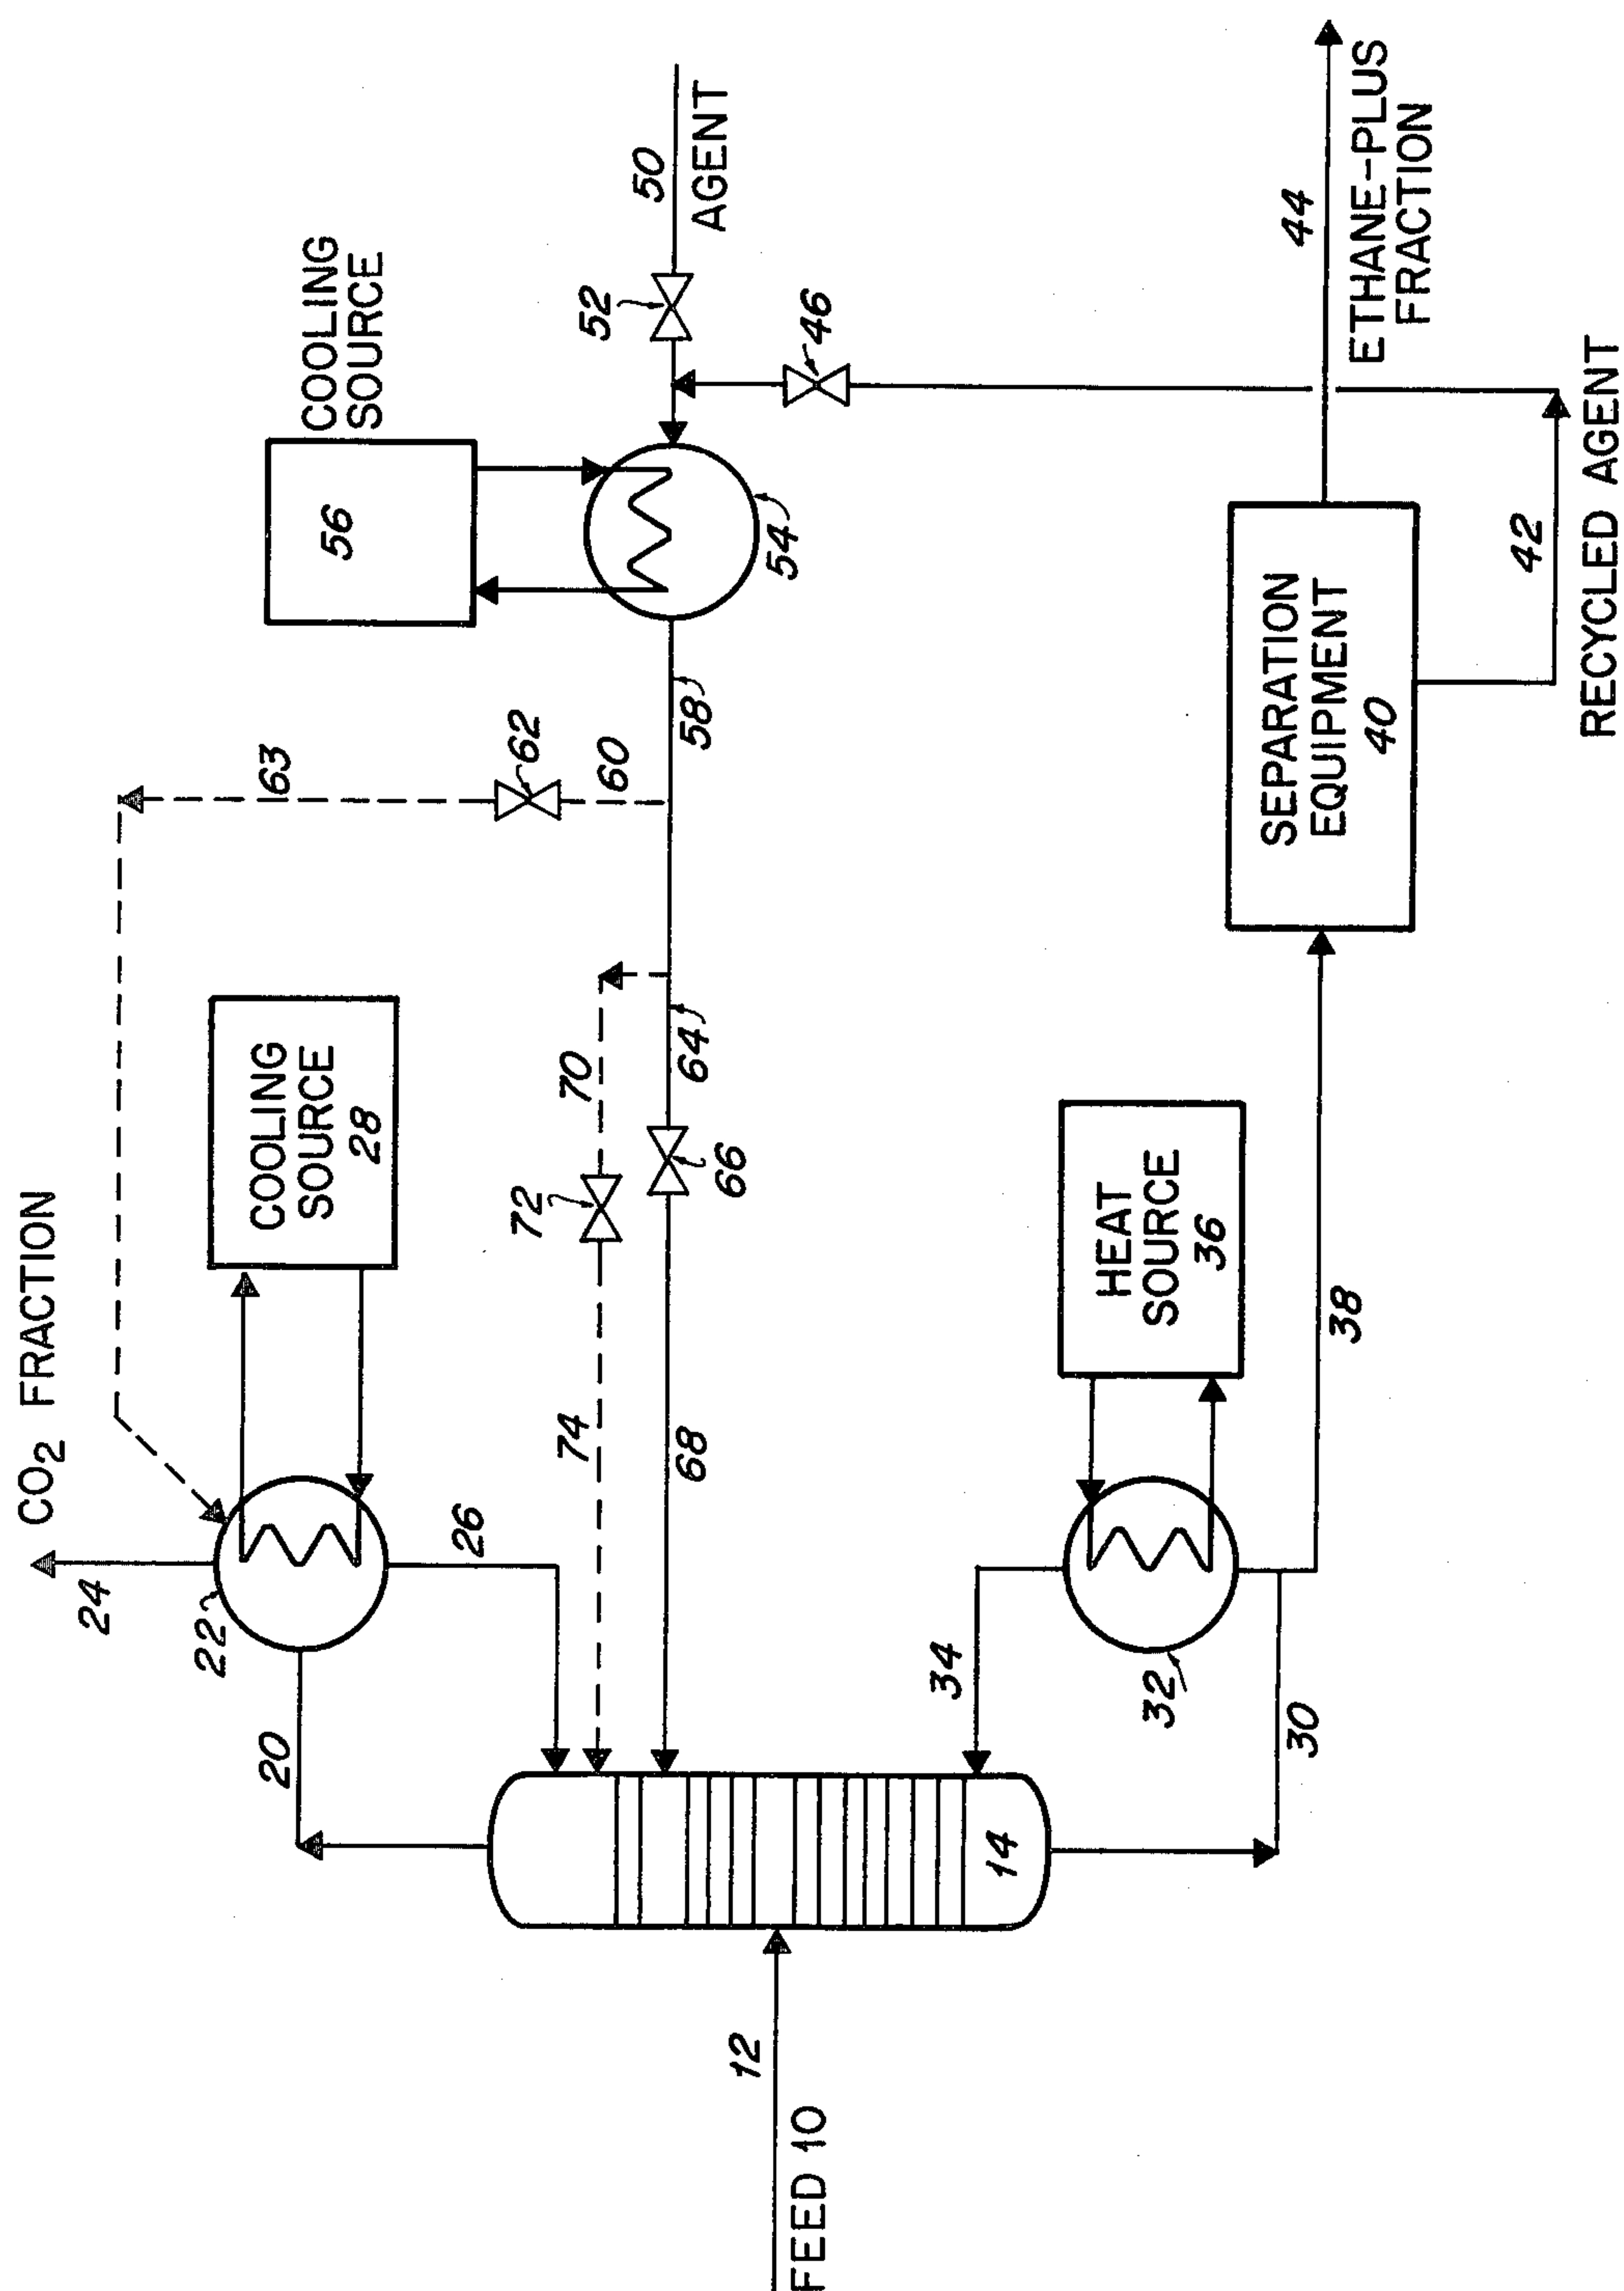 CO2 FRACTION
24
22
20
26
COOLING
SOURCE
28
63
62
60
COOLING
SOURCE
56
54
58
52
50
AGENT
46
70
72
74
64
66
68
FEED 10
12
14
34
32
30
HEAT
SOURCE
36
38
SEPARATION
EQUIPMENT
40
42
RECYCLED AGENT
44
ETHANE-PLUS
FRACTION